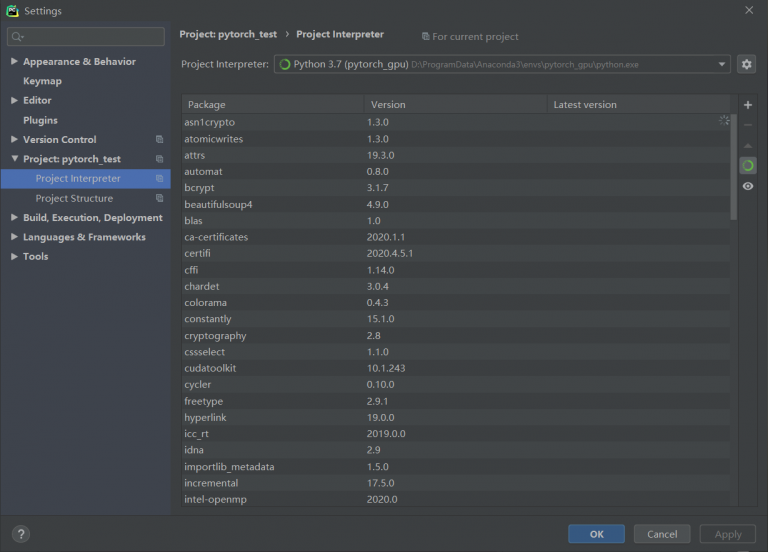 PC Settings
Project: pytorch_test › Project Interpreter For current project
Appearance & Behavior
Keymap
Editor
Plugins
Version Control
Project: pytorch_test
Project Interpreter
Project Structure
Build, Execution, Deployment
Languages & Frameworks
Tools
Project Interpreter: Python 3.7 (pytorch_gpu) D:\ProgramData\Anaconda3\envs\pytorch_gpu\python.exe
Package Version Latest version
asn1crypto 1.3.0
atomicwrites 1.3.0
attrs 19.3.0
automat 0.8.0
bcrypt 3.1.7
beautifulsoup4 4.9.0
blas 1.0
ca-certificates 2020.1.1
certifi 2020.4.5.1
cffi 1.14.0
chardet 3.0.4
colorama 0.4.3
constantly 15.1.0
cryptography 2.8
cssselect 1.1.0
cudatoolkit 10.1.243
cycler 0.10.0
freetype 2.9.1
hyperlink 19.0.0
icc_rt 2019.0.0
idna 2.9
importlib_metadata 1.5.0
incremental 17.5.0
intel-openmp 2020.0
? OK Cancel Apply